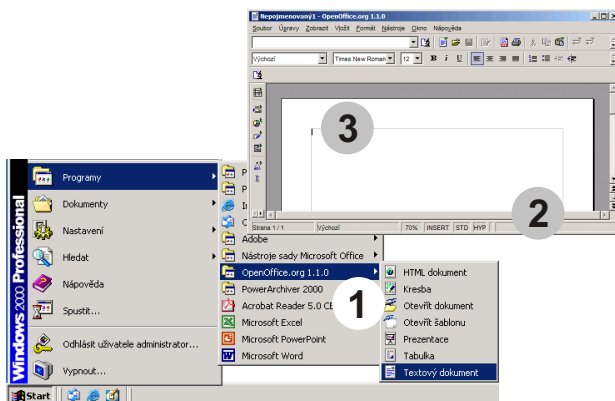 Nepojmenovaný1 - OpenOffice.org 1.1.0
Soubor Úpravy Zobrazit Vložit Formát Nástroje Okno Nápověda
Výchozí Times New Roman 12 B i U
3
Strana 1 / 1 Výchozí 70% INSERT STD HYP
2
Windows 2000 Professional
Programy
Dokumenty
Nastavení
Hledat
Nápověda
Spustit...
Odhlásit uživatele administrator...
Vypnout...
Start
Adobe
Nástroje sady Microsoft Office
OpenOffice.org 1.1.0
PowerArchiver 2000
Acrobat Reader 5.0 CE
Microsoft Excel
Microsoft PowerPoint
Microsoft Word
1
HTML dokument
Kresba
Otevřít dokument
Otevřít šablonu
Prezentace
Tabulka
Textový dokument